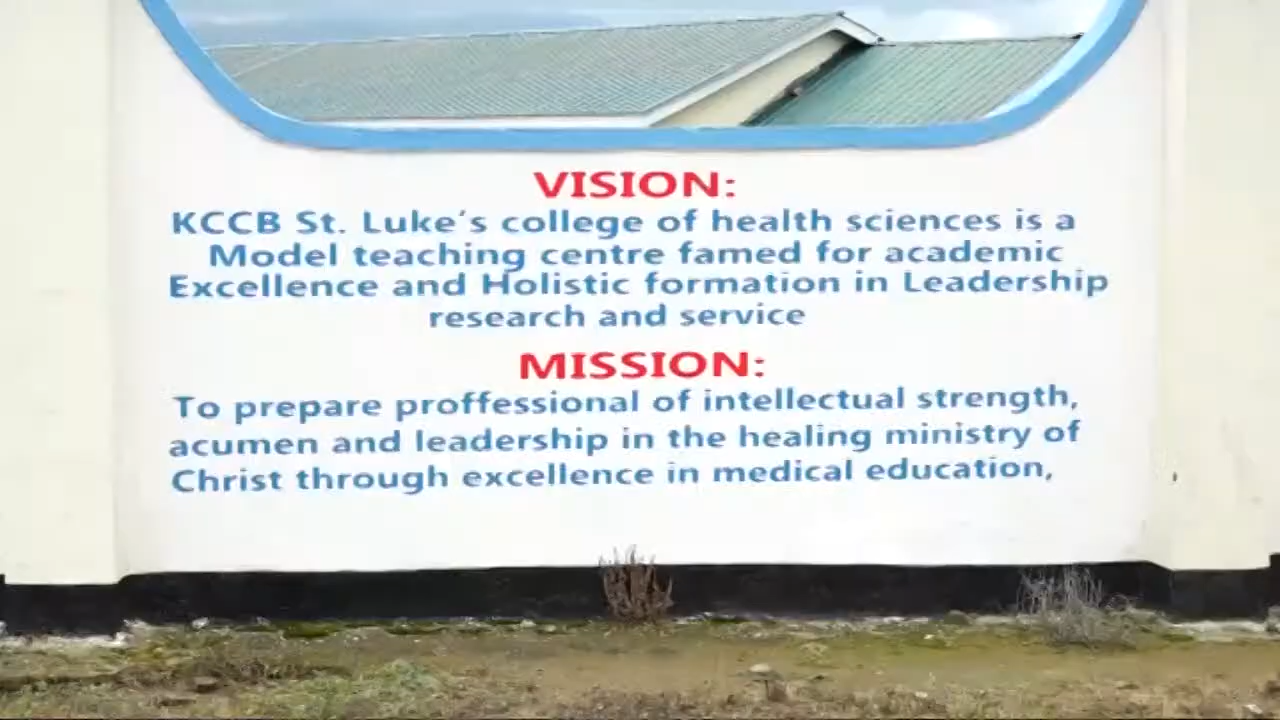 VISION:
KCCB St. Luke's college of health sciences is a
Model teaching centre famed for academic
Excellence and Holistic formation in Leadership
research and service
MISSION:
To prepare proffessional of intellectual strength,
acumen and leadership in the healing ministry of
Christ through excellence in medical education,